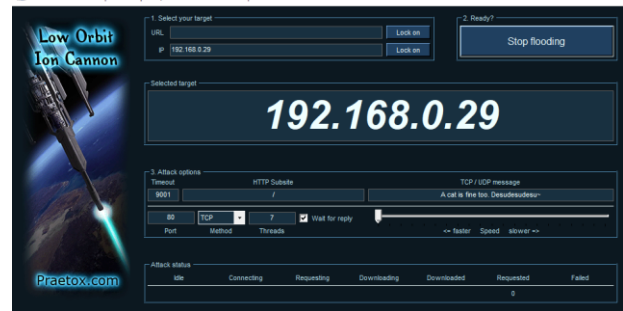 Low Orbit
Ion Cannon
Praetox.com
1. Select your target
URL
Lock on
IP
192.168.0.29
Lock on
2. Ready?
Stop flooding
Selected target
192.168.0.29
3. Attack options
Timeout
HTTP Subsite
TCP / UDP message
9001
/
A cat is fine too. Desudesudesu~
80
TCP
7
Wait for reply
Port
Method
Threads
<= faster Speed slower =>
Attack status
Idle
Connecting
Requesting
Downloading
Downloaded
Requested
Failed
0